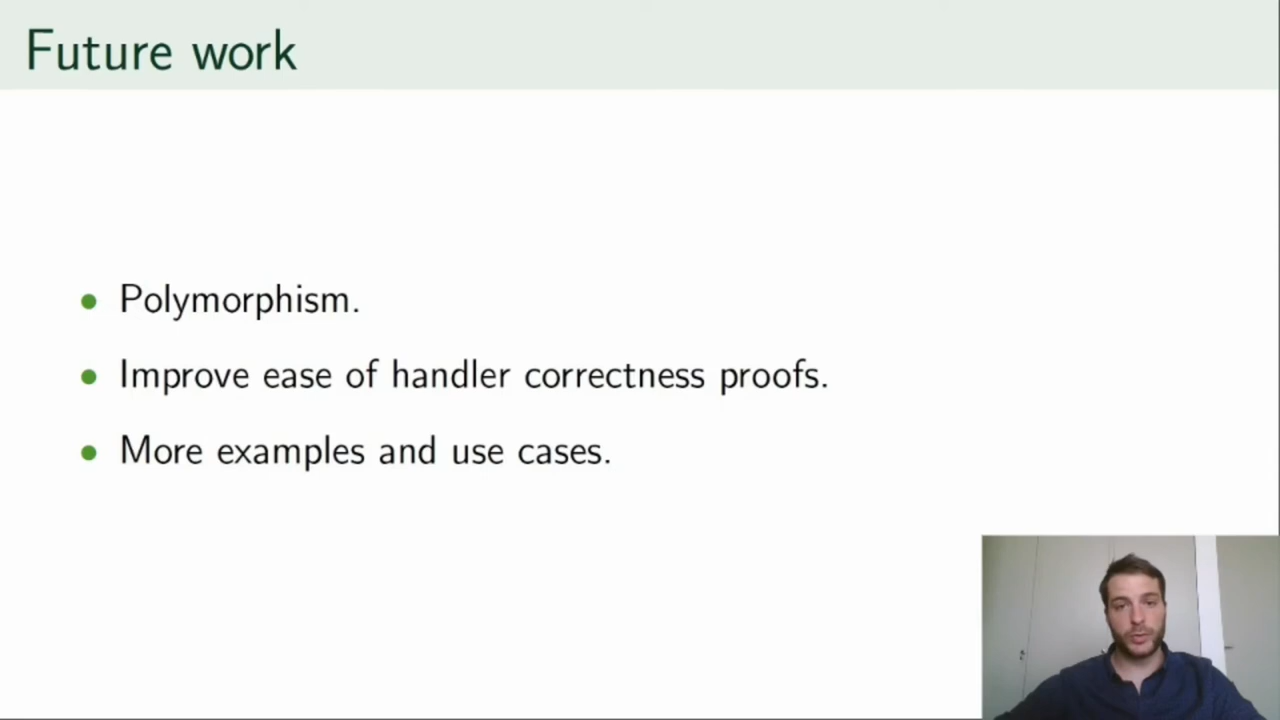 Future work
Polymorphism.
Improve ease of handler correctness proofs.
More examples and use cases.